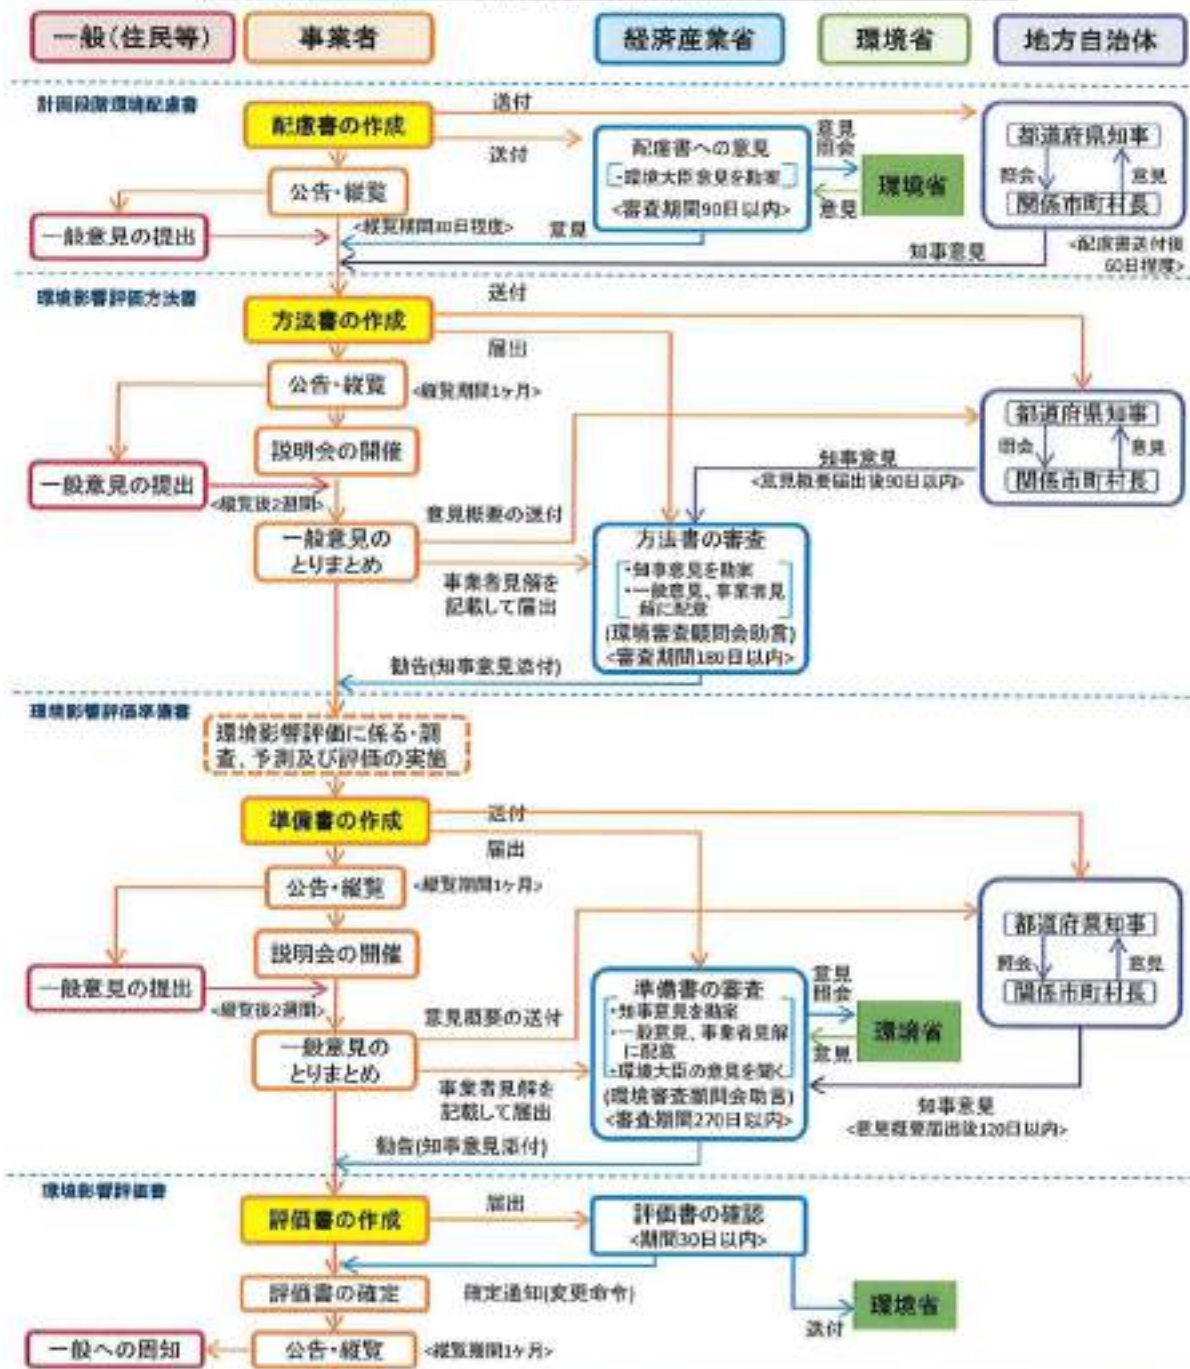 一般(住民等)
事業者
経済産業省
環境省
地方自治体
計画段階環境配慮書
配慮書の作成
送付
送付
公告・縦覧
<縦覧期間30日程度>
一般意見の提出
配慮書への意見
・環境大臣意見を勘案
<審査期間90日以内>
意見
照会
意見
環境省
都道府県知事
照会
意見
関係市町村長
意見
知事意見
<配慮書送付後
60日程度>
環境影響評価方法書
方法書の作成
送付
届出
公告・縦覧
<縦覧期間1ヶ月>
説明会の開催
一般意見の提出
<縦覧後2週間>
一般意見の
とりまとめ
意見概要の送付
事業者見解を
記載して届出
都道府県知事
照会
意見
関係市町村長
知事意見
<意見概要届出後90日以内>
方法書の審査
・知事意見を勘案
・一般意見、事業者見
解に配意
(環境審査顧問会助言)
<審査期間180日以内>
勧告(知事意見添付)
環境影響評価準備書
環境影響評価に係る・調
査、予測及び評価の実施
準備書の作成
送付
届出
公告・縦覧
<縦覧期間1ヶ月>
説明会の開催
一般意見の提出
<縦覧後2週間>
一般意見の
とりまとめ
意見概要の送付
事業者見解を
記載して届出
準備書の審査
・知事意見を勘案
・一般意見、事業者見解
に配意
・環境大臣の意見を聞く
(環境審査顧問会助言)
<審査期間270日以内>
意見
照会
意見
環境省
都道府県知事
照会
意見
関係市町村長
知事意見
<意見概要届出後120日以内>
勧告(知事意見添付)
環境影響評価書
評価書の作成
届出
評価書の確認
<期間30日以内>
評価書の確定
確定通知(変更命令)
環境省
送付
一般への周知
公告・縦覧
<縦覧期間1ヶ月>